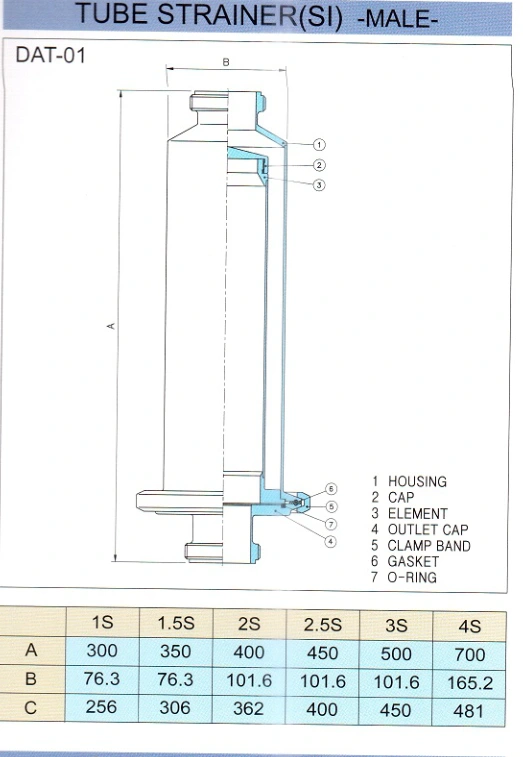 TUBE STRAINER(SI) -MALE-
DAT-01
B
1
2
3
A
6
5
7
4
1 HOUSING
2 CAP
3 ELEMENT
4 OUTLET CAP
5 CLAMP BAND
6 GASKET
7 O-RING
1S 1.5S 2S 2.5S 3S 4S
A 300 350 400 450 500 700
B 76.3 76.3 101.6 101.6 101.6 165.2
C 256 306 362 400 450 481